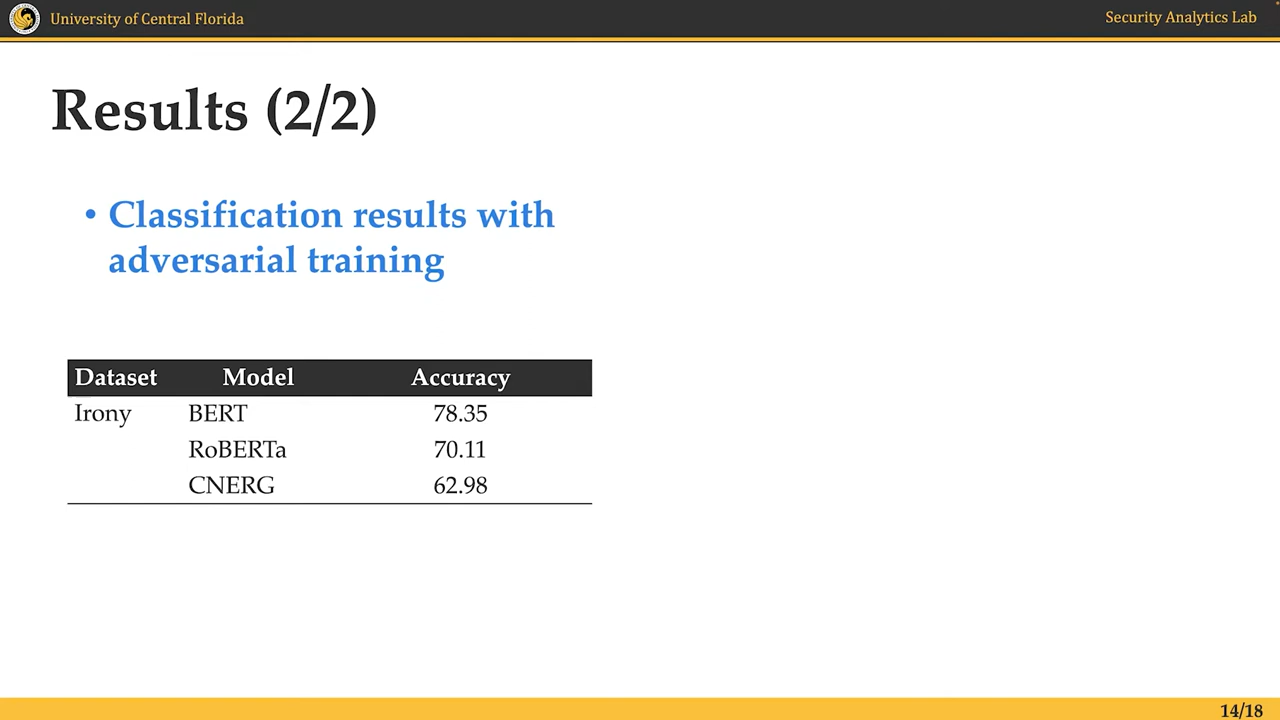 University of Central Florida
Security Analytics Lab
Results (2/2)
• Classification results with
adversarial training
Dataset Model Accuracy
Irony BERT 78.35
RoBERTa 70.11
CNERG 62.98
14/18